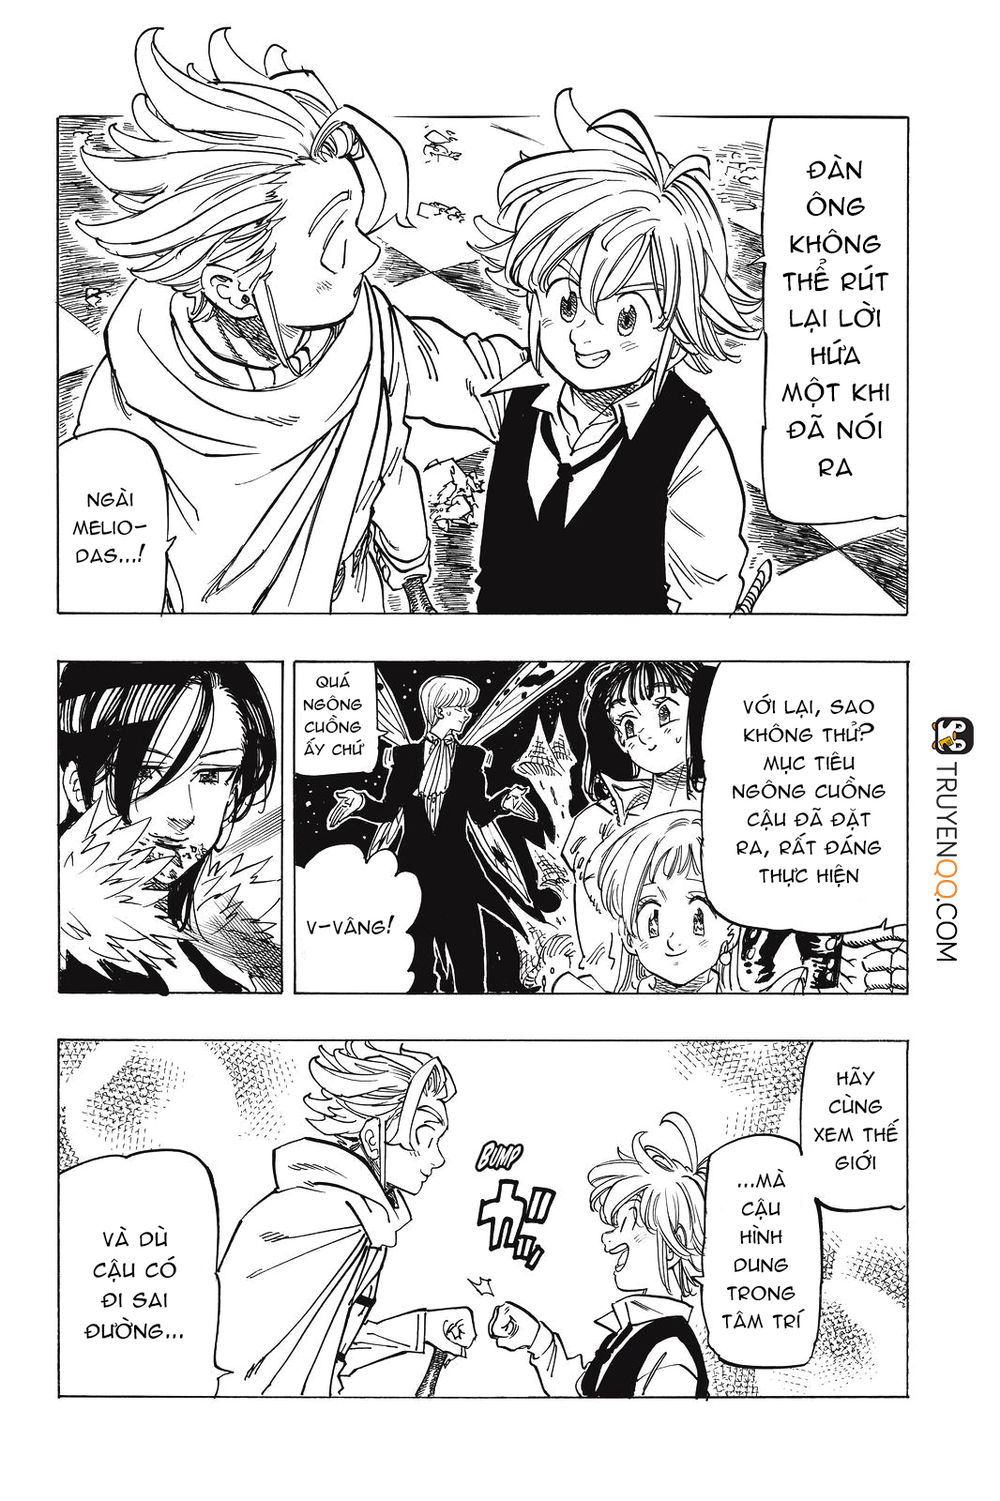 ĐÀN
ÔNG
KHÔNG
THỂ RÚT
LẠI LỜI
HỨA
MỘT KHI
ĐÃ NÓI
RA
NGÀI
MELIO-
DAS...!
VỚI LẠI, SAO
KHÔNG THỬ?
MỤC TIÊU
NGÔNG CUỒNG
CẬU ĐÃ ĐẶT
RA, RẤT ĐÁNG
THỰC HIỆN
QUÁ
NGÔNG
CUỒNG
ẤY CHỨ
V-VÂNG!
TRUYENQQ.COM
HÃY
CÙNG
XEM THẾ
GIỚI
...MÀ
CẬU
HÌNH
DUNG
TRONG
TÂM TRÍ
BUMP
ガッ
VÀ DÙ
CẬU CÓ
ĐI SAI
ĐƯỜNG...